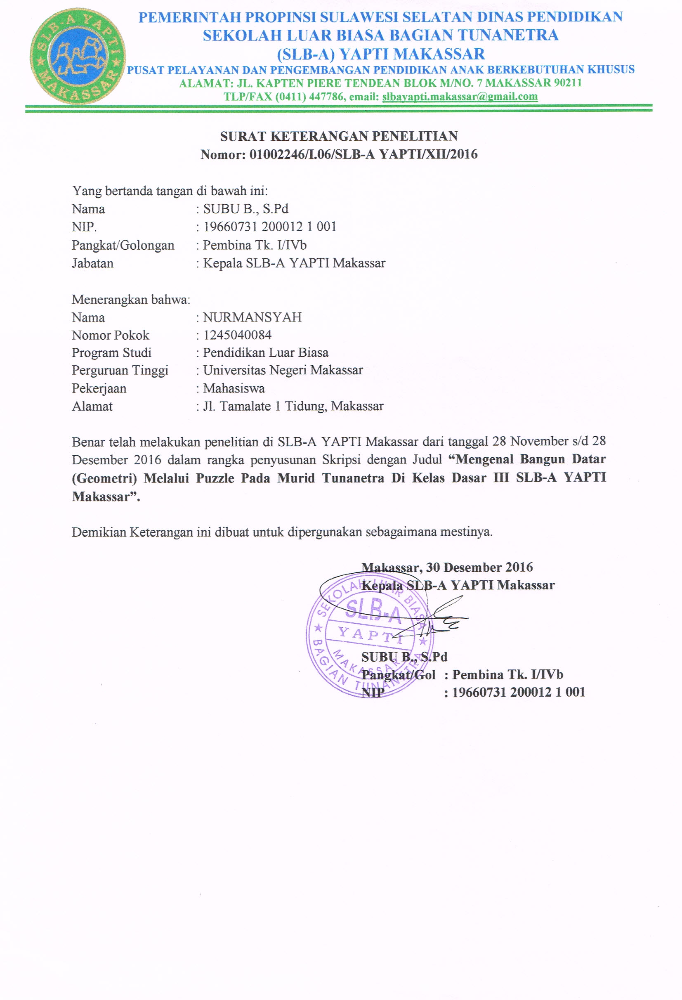 SLB-A YAPTI
MAKASSAR
PEMERINTAH PROPINSI SULAWESI SELATAN DINAS PENDIDIKAN
SEKOLAH LUAR BIASA BAGIAN TUNANETRA
(SLB-A) YAPTI MAKASSAR
PUSAT PELAYANAN DAN PENGEMBANGAN PENDIDIKAN ANAK BERKEBUTUHAN KHUSUS
ALAMAT: JL. KAPTEN PIERE TENDEAN BLOK M/NO. 7 MAKASSAR 90211
TLP/FAX (0411) 447786, email: slbayapti.makassar@gmail.com
SURAT KETERANGAN PENELITIAN
Nomor: 01002246/I.06/SLB-A YAPTI/XII/2016
Yang bertanda tangan di bawah ini:
Nama : SUBU B., S.Pd
NIP. : 19660731 200012 1 001
Pangkat/Golongan : Pembina Tk. I/IVb
Jabatan : Kepala SLB-A YAPTI Makassar
Menerangkan bahwa:
Nama : NURMANSYAH
Nomor Pokok : 1245040084
Program Studi : Pendidikan Luar Biasa
Perguruan Tinggi : Universitas Negeri Makassar
Pekerjaan : Mahasiswa
Alamat : Jl. Tamalate 1 Tidung, Makassar
Benar telah melakukan penelitian di SLB-A YAPTI Makassar dari tanggal 28 November s/d 28
Desember 2016 dalam rangka penyusunan Skripsi dengan Judul “Mengenal Bangun Datar
(Geometri) Melalui Puzzle Pada Murid Tunanetra Di Kelas Dasar III SLB-A YAPTI
Makassar”.
Demikian Keterangan ini dibuat untuk dipergunakan sebagaimana mestinya.
Makassar, 30 Desember 2016
Kepala SLB-A YAPTI Makassar
SEKOLAH LUAR BIASA
SLB-A
YAPTI
MAKASSAR
BAGIAN TUNANETRA
SUBU B., S.Pd
Pangkat/Gol : Pembina Tk. I/IVb
NIP : 19660731 200012 1 001